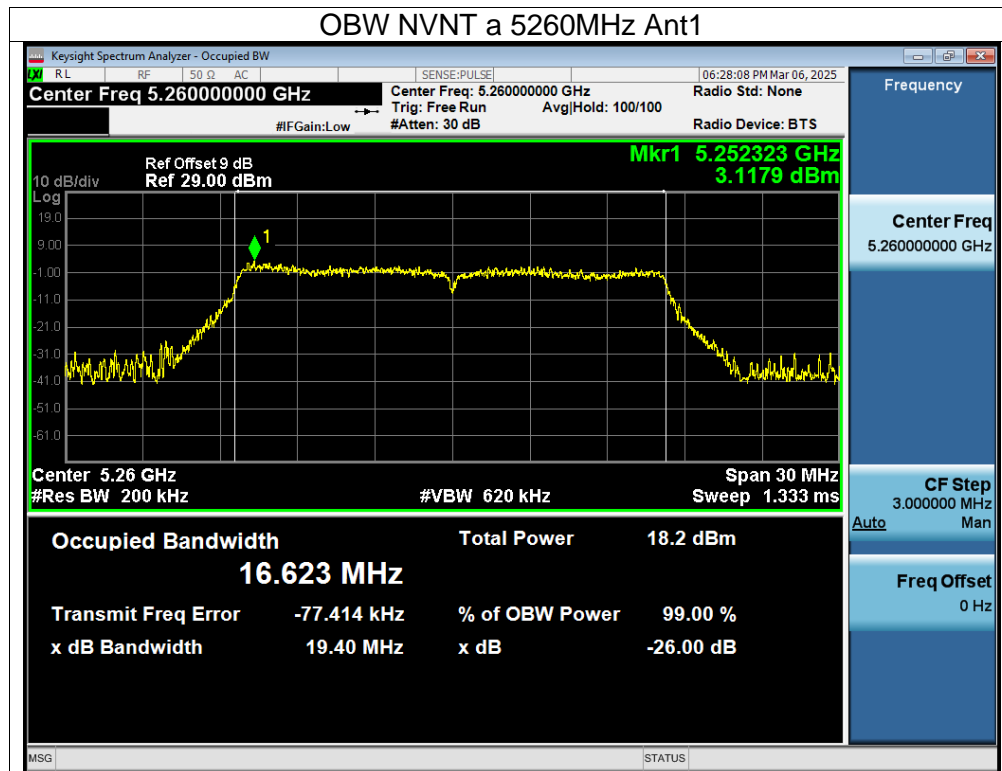 OBW NVNT a 5260MHz Ant1
Keysight Spectrum Analyzer - Occupied BW
LXI RL RF 50 Ω AC SENSE:PULSE 06:28:08 PM Mar 06, 2025
Center Freq 5.260000000 GHz
#IFGain:Low
Center Freq: 5.260000000 GHz
Trig: Free Run Avg|Hold: 100/100
#Atten: 30 dB
Radio Std: None
Radio Device: BTS
Ref Offset 9 dB
10 dB/div Ref 29.00 dBm
Mkr1 5.252323 GHz
3.1179 dBm
Log
19.0
9.00
-1.00
-11.0
-21.0
-31.0
-41.0
-51.0
-61.0
1
Center 5.26 GHz Span 30 MHz
#Res BW 200 kHz #VBW 620 kHz Sweep 1.333 ms
Occupied Bandwidth Total Power 18.2 dBm
16.623 MHz
Transmit Freq Error -77.414 kHz % of OBW Power 99.00 %
x dB Bandwidth 19.40 MHz x dB -26.00 dB
Frequency
Center Freq
5.260000000 GHz
CF Step
3.000000 MHz
Auto Man
Freq Offset
0 Hz
MSG STATUS